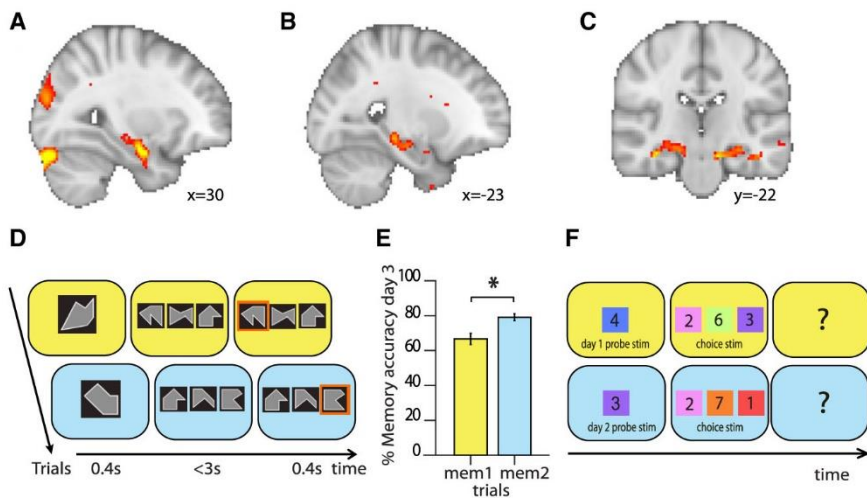 A
B
C
x=30
x=-23
y=-22
D
E
F
Trials
0.4s
<3s
0.4s
time
% Memory accuracy day 3
100
80
60
40
20
0
*
mem1
mem2
trials
4
day 1 probe stim
2 6 3
choice stim
?
3
day 2 probe stim
2 7 1
choice stim
?
time